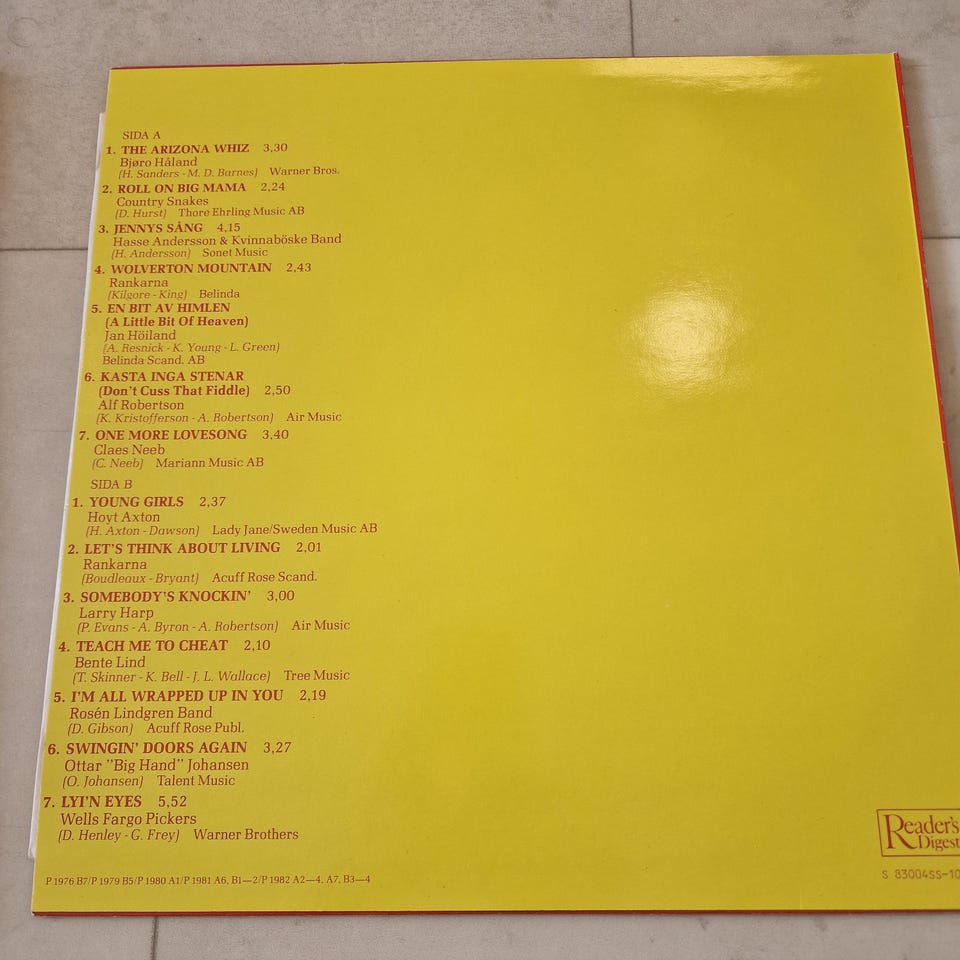 SIDA A
1. THE ARIZONA WHIZ 3,30
Bjøro Håland
(H. Sanders - M. D. Barnes) Warner Bros.
2. ROLL ON BIG MAMA 2,24
Country Snakes
(D. Hurst) Thore Ehrling Music AB
3. JENNYS SÅNG 4,15
Hasse Andersson & Kvinnaböske Band
(H. Andersson) Sonet Music
4. WOLVERTON MOUNTAIN 2,43
Rankarna
(Kilgore - King) Belinda
5. EN BIT AV HIMLEN
(A Little Bit Of Heaven)
Jan Höiland
(A. Resnick - K. Young - L. Green)
Belinda Scand. AB
6. KASTA INGA STENAR
(Don't Cuss That Fiddle) 2,50
Alf Robertson
(K. Kristofferson - A. Robertson) Air Music
7. ONE MORE LOVESONG 3,40
Claes Neeb
(C. Neeb) Mariann Music AB
SIDA B
1. YOUNG GIRLS 2,37
Hoyt Axton
(H. Axton - Dawson) Lady Jane/Sweden Music AB
2. LET'S THINK ABOUT LIVING 2,01
Rankarna
(Boudleaux - Bryant) Acuff Rose Scand.
3. SOMEBODY'S KNOCKIN' 3,00
Larry Harp
(P. Evans - A. Byron - A. Robertson) Air Music
4. TEACH ME TO CHEAT 2,10
Bente Lind
(T. Skinner - K. Bell - J. L. Wallace) Tree Music
5. I'M ALL WRAPPED UP IN YOU 2,19
Rosén Lindgren Band
(D. Gibson) Acuff Rose Publ.
6. SWINGIN' DOORS AGAIN 3,27
Ottar "Big Hand" Johansen
(O. Johansen) Talent Music
7. LYI'N EYES 5,52
Wells Fargo Pickers
(D. Henley - G. Frey) Warner Brothers
P 1976 B7/P 1979 B5/P 1980 A1/P 1981 A6, B1—2/P 1982 A2—4, A7, B3—4
Reader's
Digest
S 83004SS-10